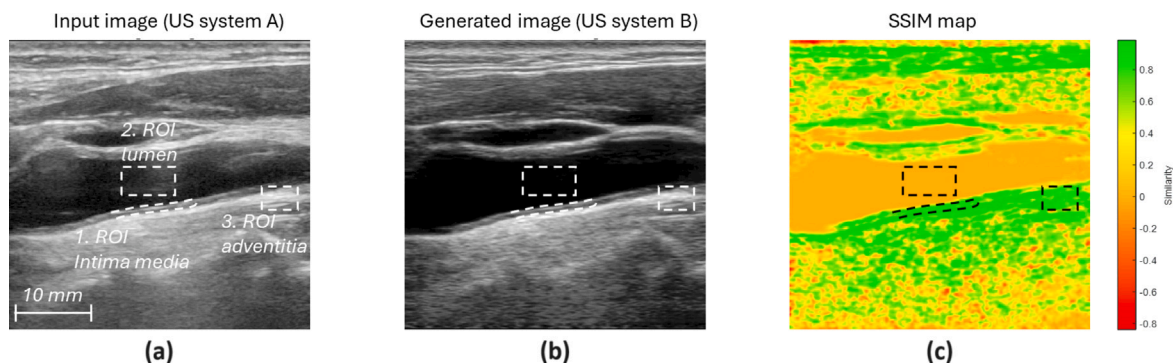 Input image (US system A)
Generated image (US system B)
SSIM map
2. ROI
lumen
3. ROI
adventitia
1. ROI
Intima media
10 mm
0.8
0.6
0.4
0.2
0
-0.2
-0.4
-0.6
-0.8
Similarity
(a)
(b)
(c)